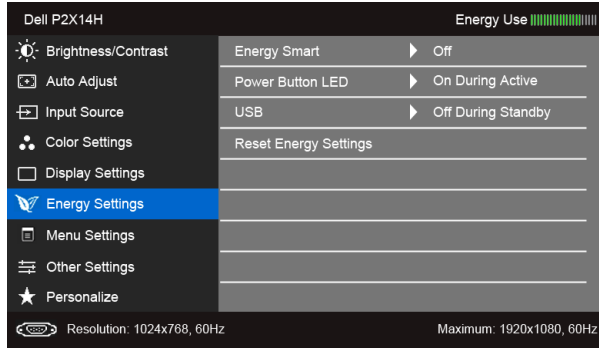 Dell P2X14H Energy Use
Brightness/Contrast Energy Smart Off
Auto Adjust Power Button LED On During Active
Input Source USB Off During Standby
Color Settings Reset Energy Settings
Display Settings
Energy Settings
Menu Settings
Other Settings
Personalize
Resolution: 1024x768, 60Hz Maximum: 1920x1080, 60Hz